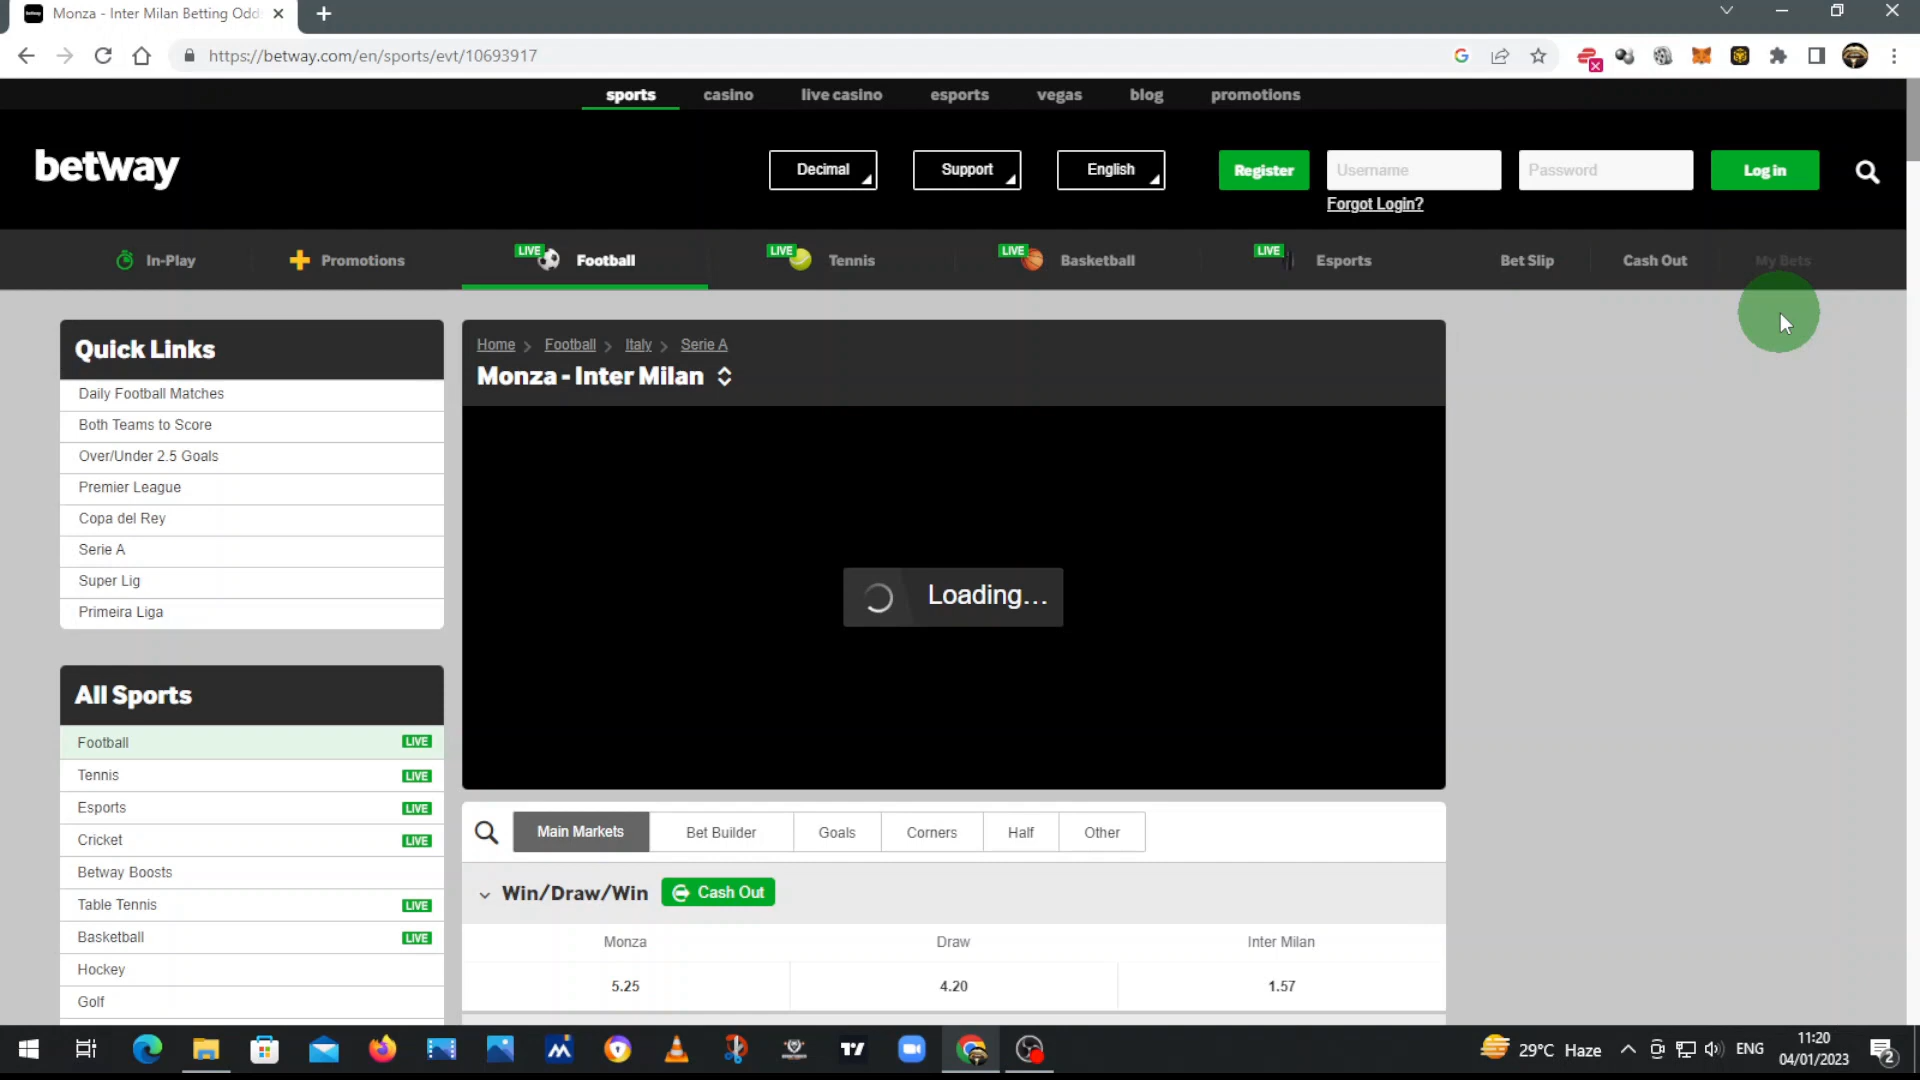 Monza - Inter Milan Betting Odd
https://betway.com/en/sports/evt/10693917
sports casino live casino esports vegas blog promotions
betway
Decimal Support English Register Username Password Log in
Forgot Login?
In-Play Promotions LIVE Football LIVE Tennis LIVE Basketball LIVE Esports Bet Slip Cash Out My Bets
Quick Links
Daily Football Matches
Both Teams to Score
Over/Under 2.5 Goals
Premier League
Copa del Rey
Serie A
Super Lig
Primeira Liga
All Sports
Football LIVE
Tennis LIVE
Esports LIVE
Cricket LIVE
Betway Boosts
Table Tennis LIVE
Basketball LIVE
Hockey
Golf
Home > Football > Italy > Serie A
Monza - Inter Milan
Loading...
Main Markets Bet Builder Goals Corners Half Other
Win/Draw/Win Cash Out
Monza Draw Inter Milan
5.25 4.20 1.57
29°C Haze ENG 11:20
04/01/2023 2